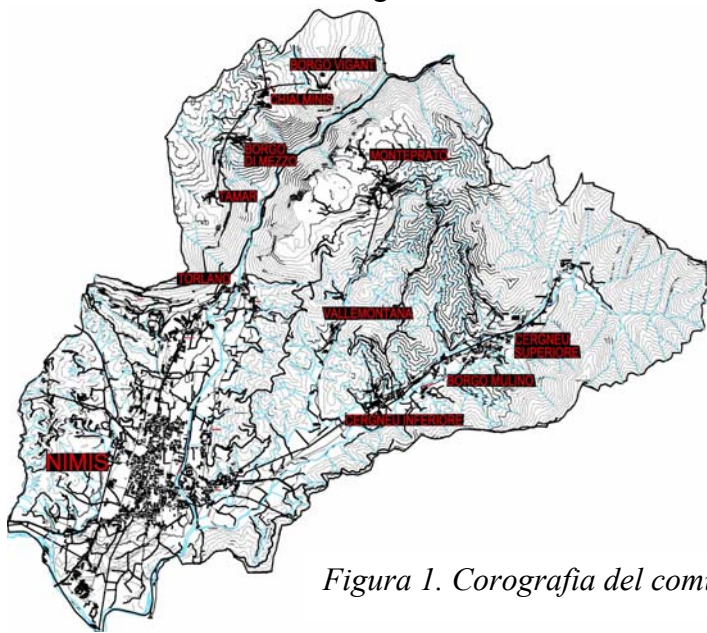 BORGO VIGANT
CHIALMINIS
BORGO
DI MEZZO
MONTEPRATO
TAMAR
TORLANO
VALLEMONTANA
CERGNEU
SUPERIORE
BORGO MULINO
CERGNEU INFERIORE
NIMIS
Figura 1. Corografia del com